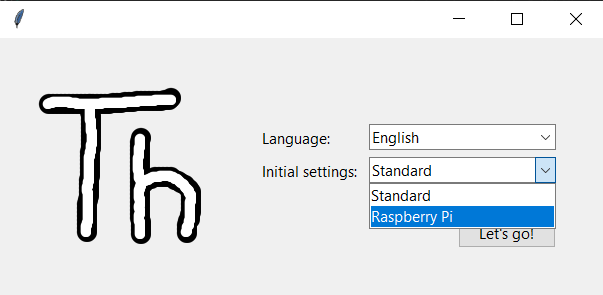 Th
Language: English
Initial settings: Standard
Standard
Raspberry Pi
Let's go!